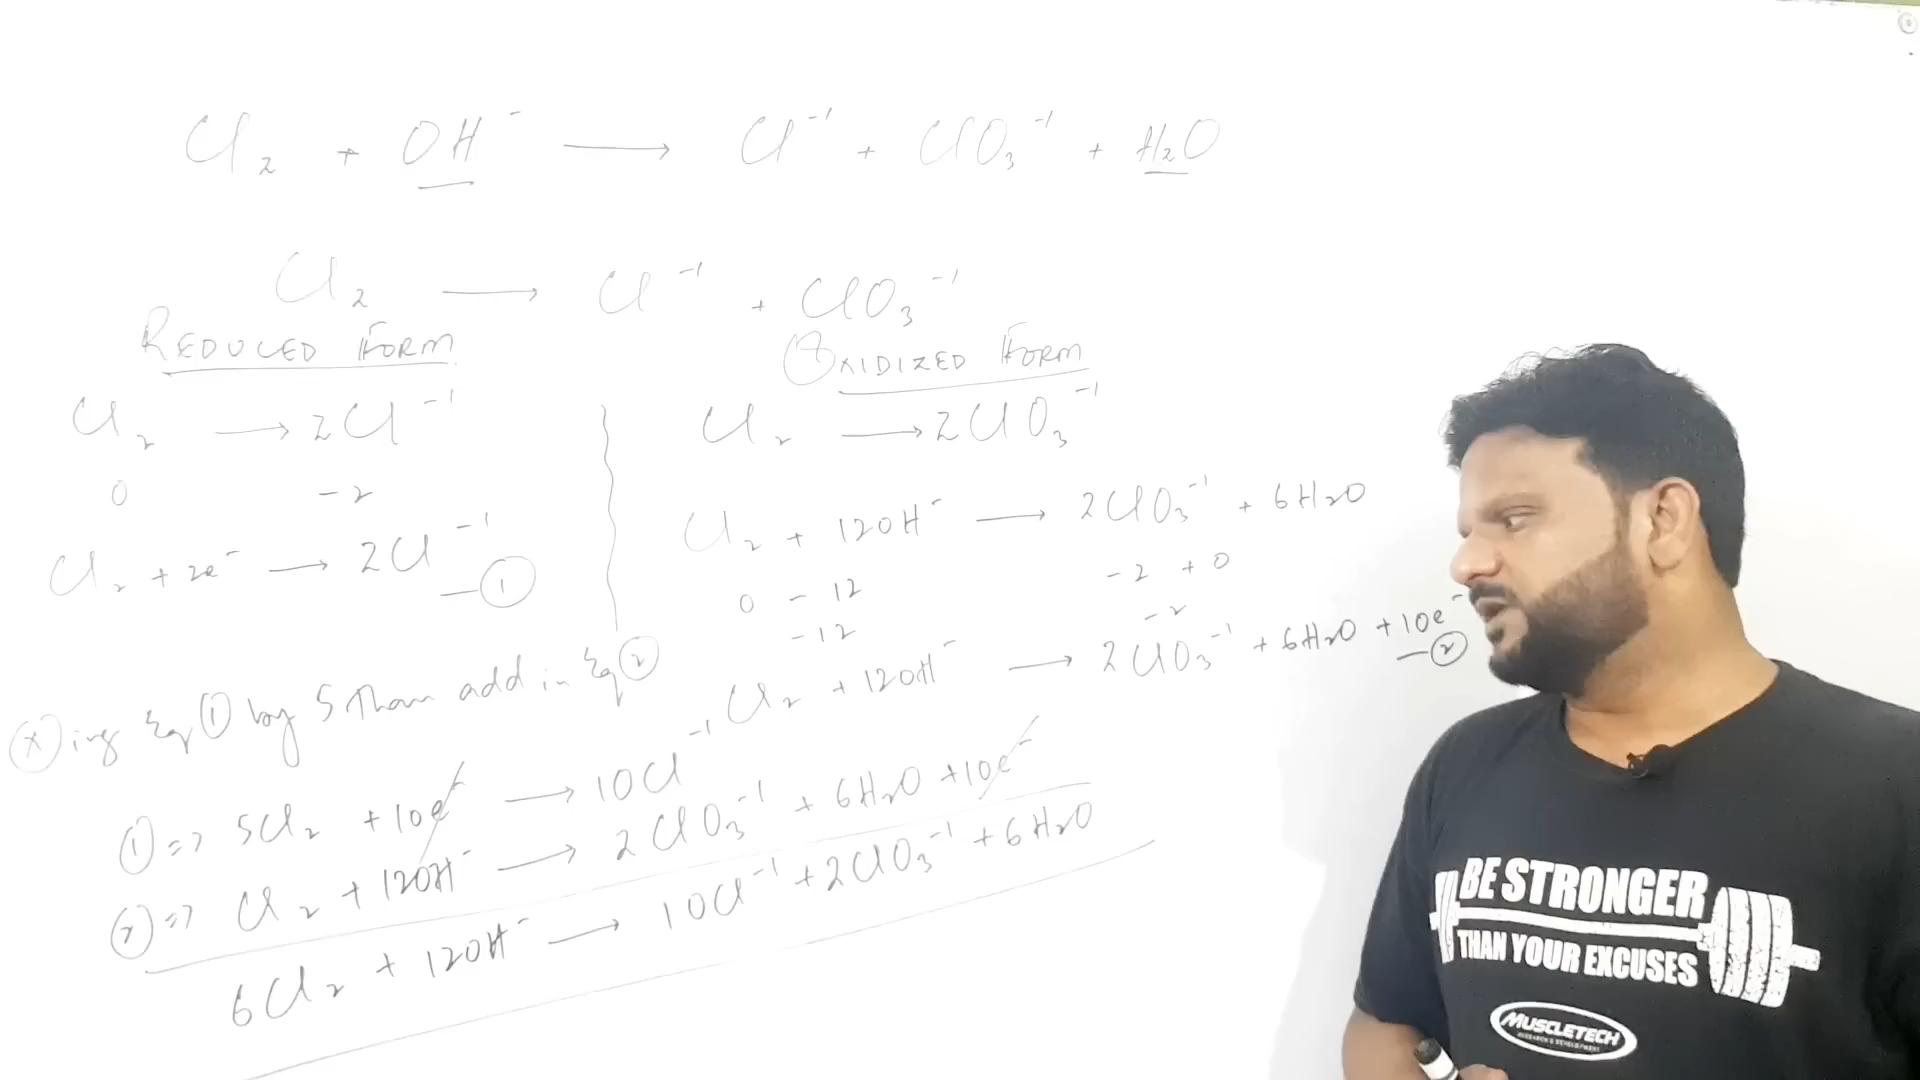 Cl₂ + OH⁻ ⟶ Cl⁻¹ + ClO₃⁻¹ + H₂O
Cl₂ ⟶ Cl⁻¹ + ClO₃⁻¹
REDUCED FORM
Cl₂ ⟶ 2Cl⁻¹
0 -2
Cl₂ + 2e⁻ ⟶ 2Cl⁻¹ —①
OXIDIZED FORM
Cl₂ ⟶ 2ClO₃⁻¹
Cl₂ + 12OH⁻ ⟶ 2ClO₃⁻¹ + 6H₂O
0 - 12 -2 + 0
-12 -2
Cl₂ + 12OH⁻ ⟶ 2ClO₃⁻¹ + 6H₂O + 10e⁻ —②
ⓧing Eq ① by 5 than add in Eq ②
① => 5Cl₂ + 10e⁻ ⟶ 10Cl⁻¹
② => Cl₂ + 12OH⁻ ⟶ 2ClO₃⁻¹ + 6H₂O + 10e⁻
6Cl₂ + 12OH⁻ ⟶ 10Cl⁻¹ + 2ClO₃⁻¹ + 6H₂O
BE STRONGER
THAN YOUR EXCUSES
MUSCLETECH
RESEARCH & DEVELOPMENT